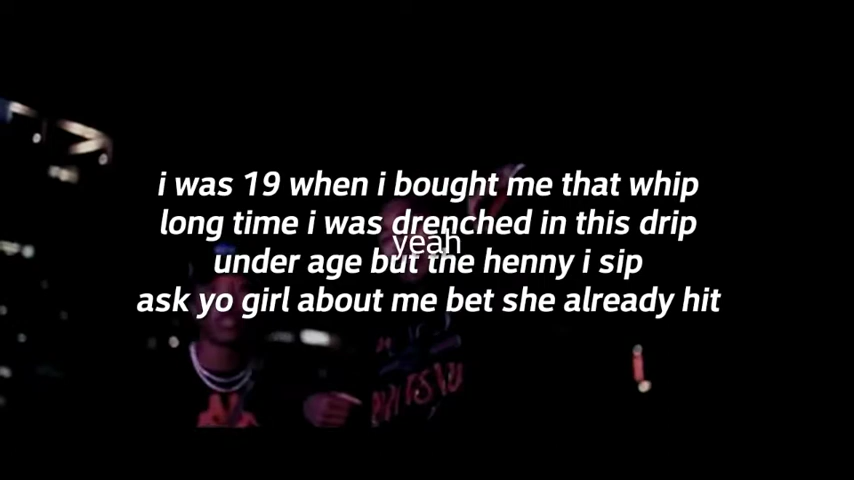 i was 19 when i bought me that whip
long time i was drenched in this drip
yeah
under age but the henny i sip
ask yo girl about me bet she already hit